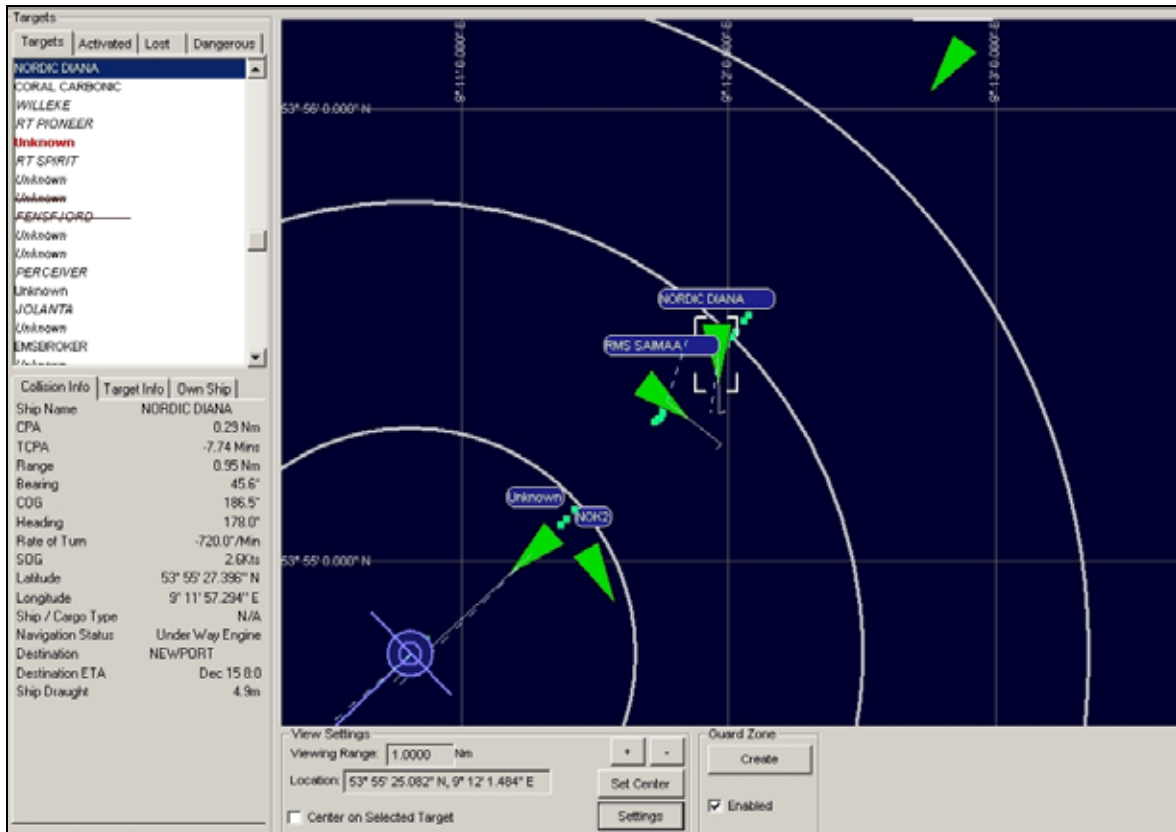 Targets
Targets Activated Lost Dangerous
NORDIC DIANA
CORAL CARBONIC
WILLEKE
RT PIONEER
Unknown
RT SPIRIT
Unknown
Unknown
FENSFJORD
Unknown
Unknown
PERCEIVER
Unknown
JOLANTA
Unknown
EMSBROKER
Unknown
Collision Info Target Info Own Ship
Ship Name NORDIC DIANA
CPA 0.29 Nm
TCPA -7.74 Mins
Range 0.95 Nm
Bearing 45.6°
COG 186.5°
Heading 178.0°
Rate of Turn -720.0°/Min
SOG 2.6Kts
Latitude 53° 55' 27.396" N
Longitude 9° 11' 57.294" E
Ship / Cargo Type N/A
Navigation Status Under Way Engine
Destination NEWPORT
Destination ETA Dec 15 8:0
Ship Draught 4.9m
9° 11' 0.000" E
9° 12' 0.000" E
9° 13' 0.000" E
53° 56' 0.000" N
NORDIC DIANA
RMS SAIMAA
Unknown
NOK2
53° 55' 0.000" N
View Settings
Viewing Range: 1.0000 Nm
+ -
Location: 53° 55' 25.082" N, 9° 12' 1.484" E
Set Center
Center on Selected Target
Settings
Guard Zone
Create
Enabled